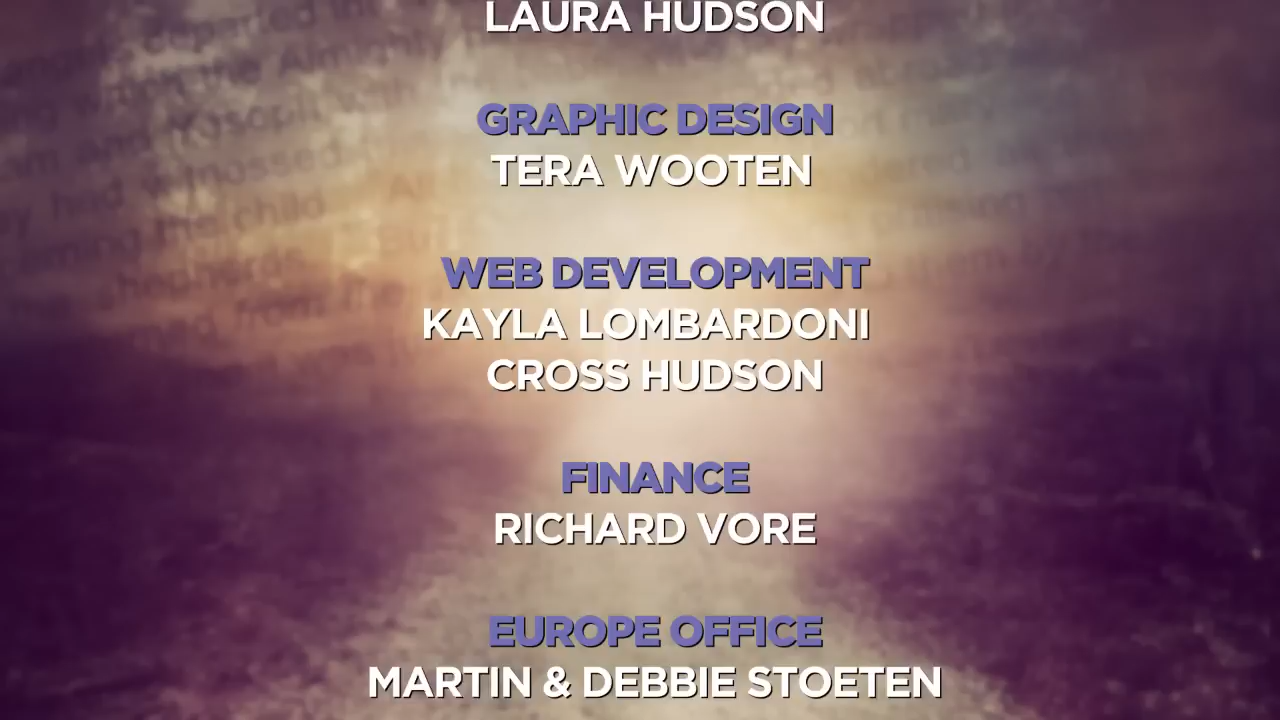 LAURA HUDSON
GRAPHIC DESIGN
TERA WOOTEN
WEB DEVELOPMENT
KAYLA LOMBARDONI
CROSS HUDSON
FINANCE
RICHARD VORE
EUROPE OFFICE
MARTIN & DEBBIE STOETEN